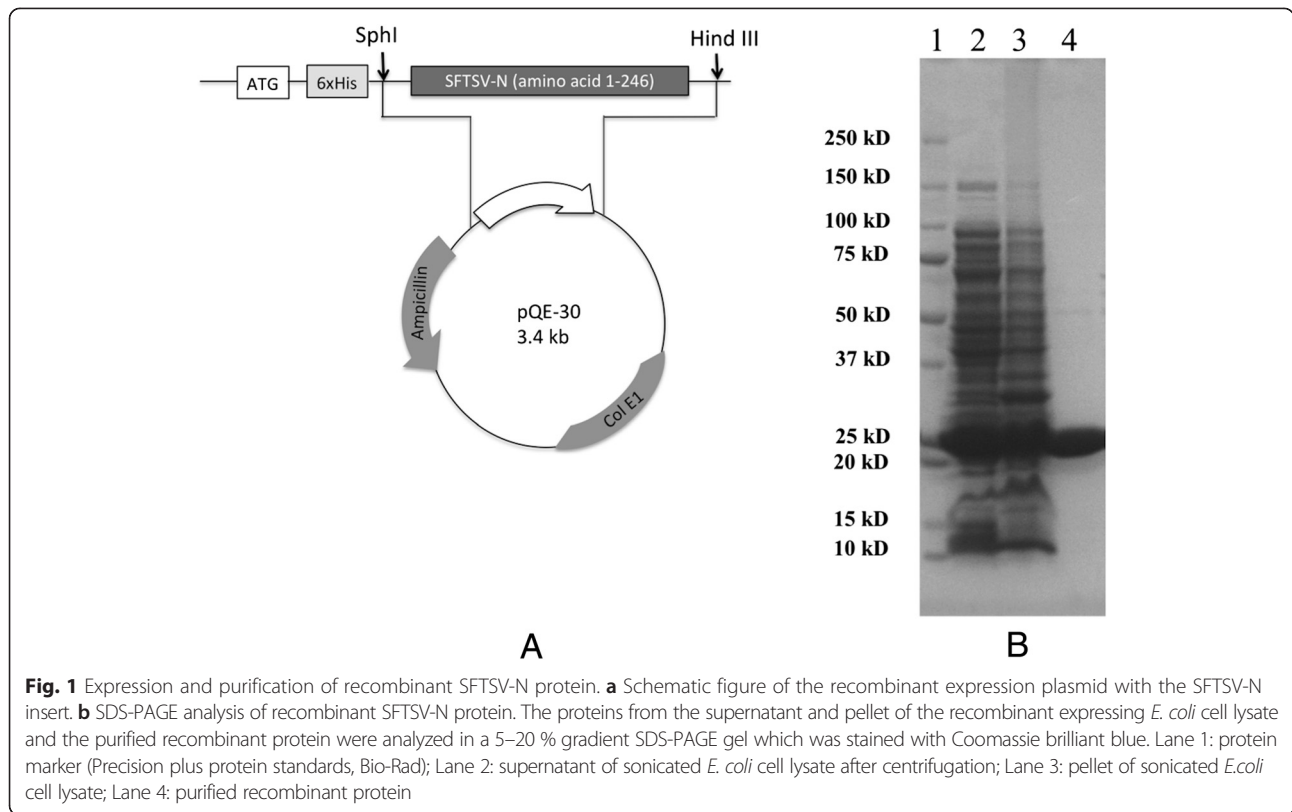 SphI
Hind III
ATG
6xHis
SFTSV-N (amino acid 1-246)
Ampicillin
pQE-30
3.4 kb
Col E1
A
1 2 3 4
250 kD
150 kD
100 kD
75 kD
50 kD
37 kD
25 kD
20 kD
15 kD
10 kD
B
Fig. 1 Expression and purification of recombinant SFTSV-N protein. a Schematic figure of the recombinant expression plasmid with the SFTSV-N
insert. b SDS-PAGE analysis of recombinant SFTSV-N protein. The proteins from the supernatant and pellet of the recombinant expressing E. coli cell lysate
and the purified recombinant protein were analyzed in a 5–20 % gradient SDS-PAGE gel which was stained with Coomassie brilliant blue. Lane 1: protein
marker (Precision plus protein standards, Bio-Rad); Lane 2: supernatant of sonicated E. coli cell lysate after centrifugation; Lane 3: pellet of sonicated E.coli
cell lysate; Lane 4: purified recombinant protein